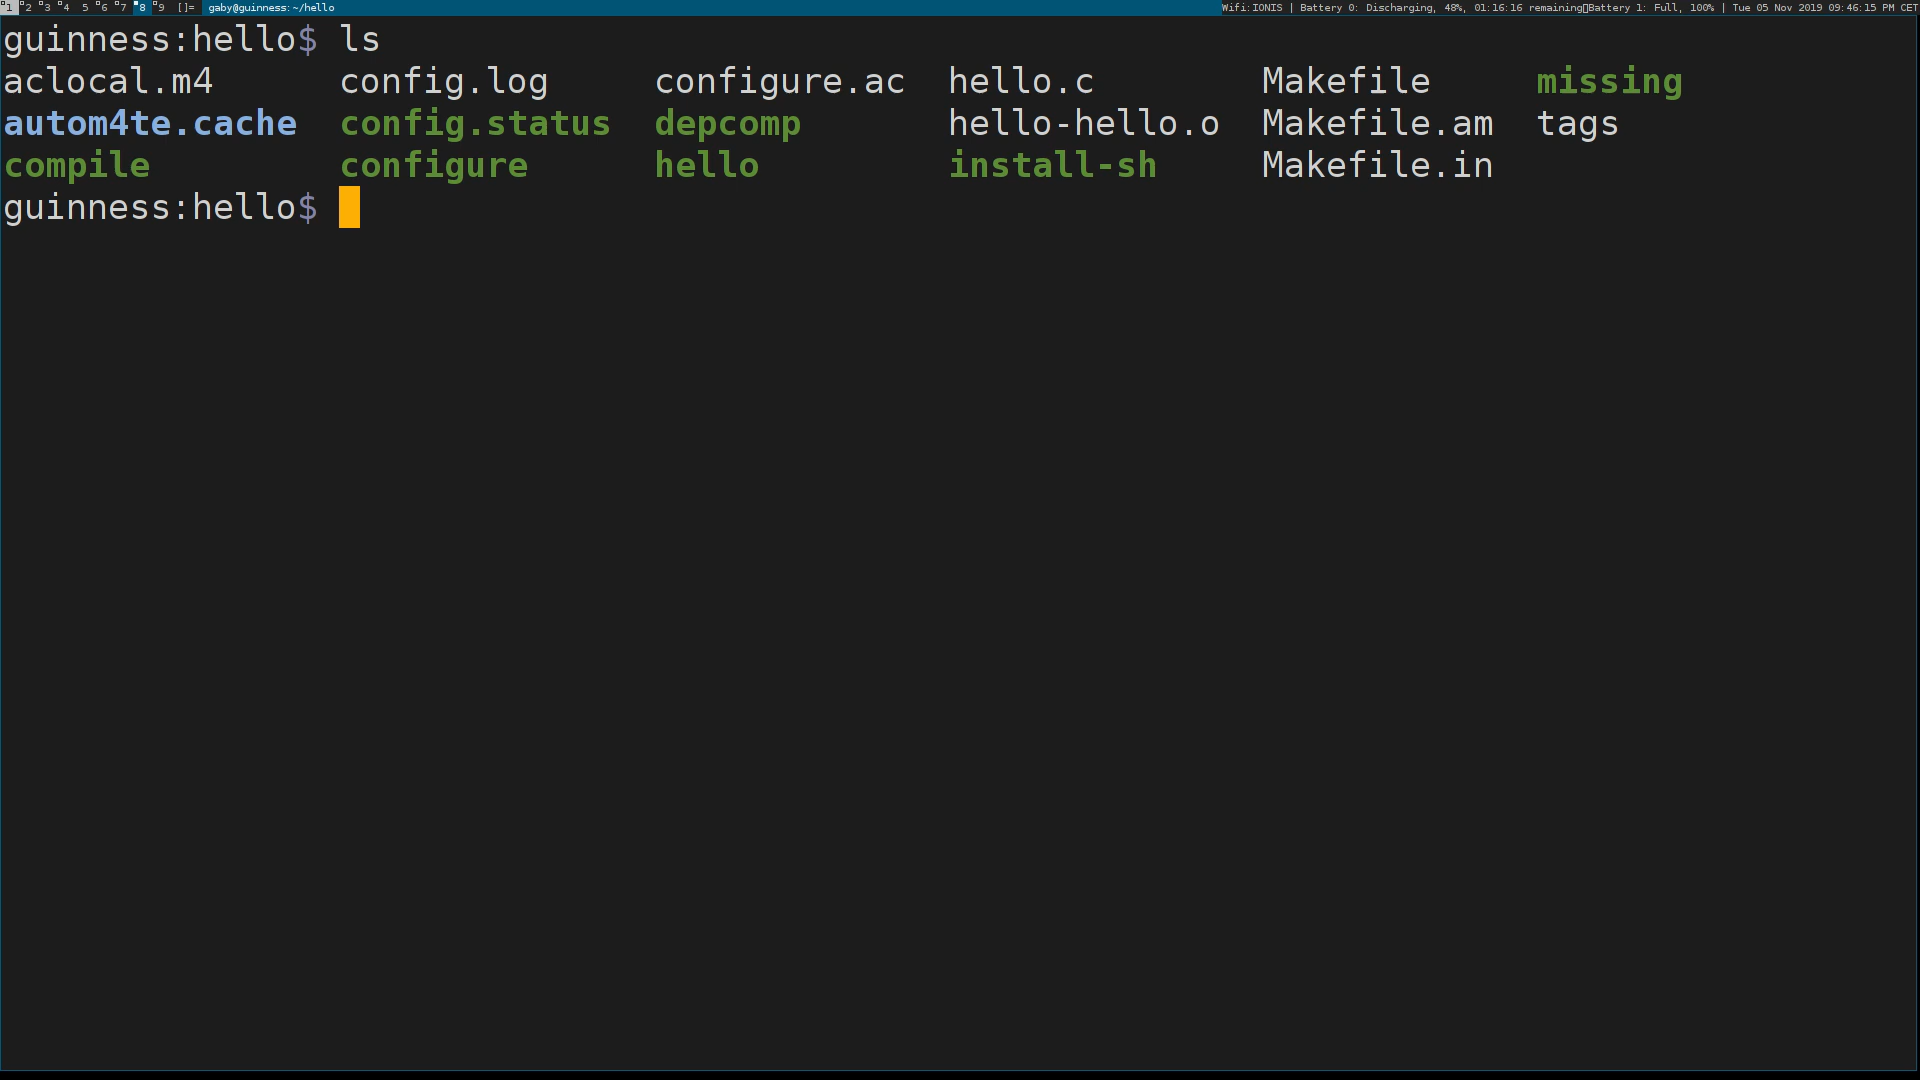 1 2 3 4 5 6 7 8 9 []= gaby@guinness:~/hello Wifi:IONIS | Battery 0: Discharging, 48%, 01:16:16 remaining▯Battery 1: Full, 100% | Tue 05 Nov 2019 09:46:15 PM CET
guinness:hello$ ls
aclocal.m4 config.log configure.ac hello.c Makefile missing
autom4te.cache config.status depcomp hello-hello.o Makefile.am tags
compile configure hello install-sh Makefile.in
guinness:hello$